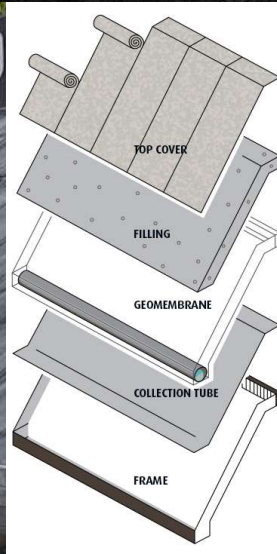 TOP COVER
FILLING
GEOMEMBRANE
COLLECTION TUBE
FRAME